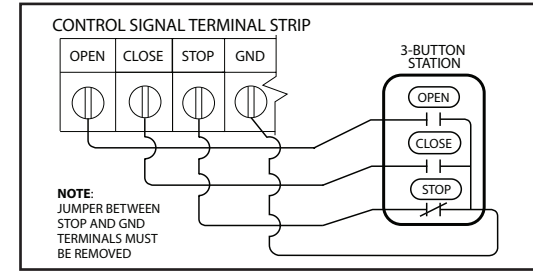 CONTROL SIGNAL TERMINAL STRIP
OPEN CLOSE STOP GND
3-BUTTON
STATION
OPEN
CLOSE
STOP
NOTE:
JUMPER BETWEEN
STOP AND GND
TERMINALS MUST
BE REMOVED